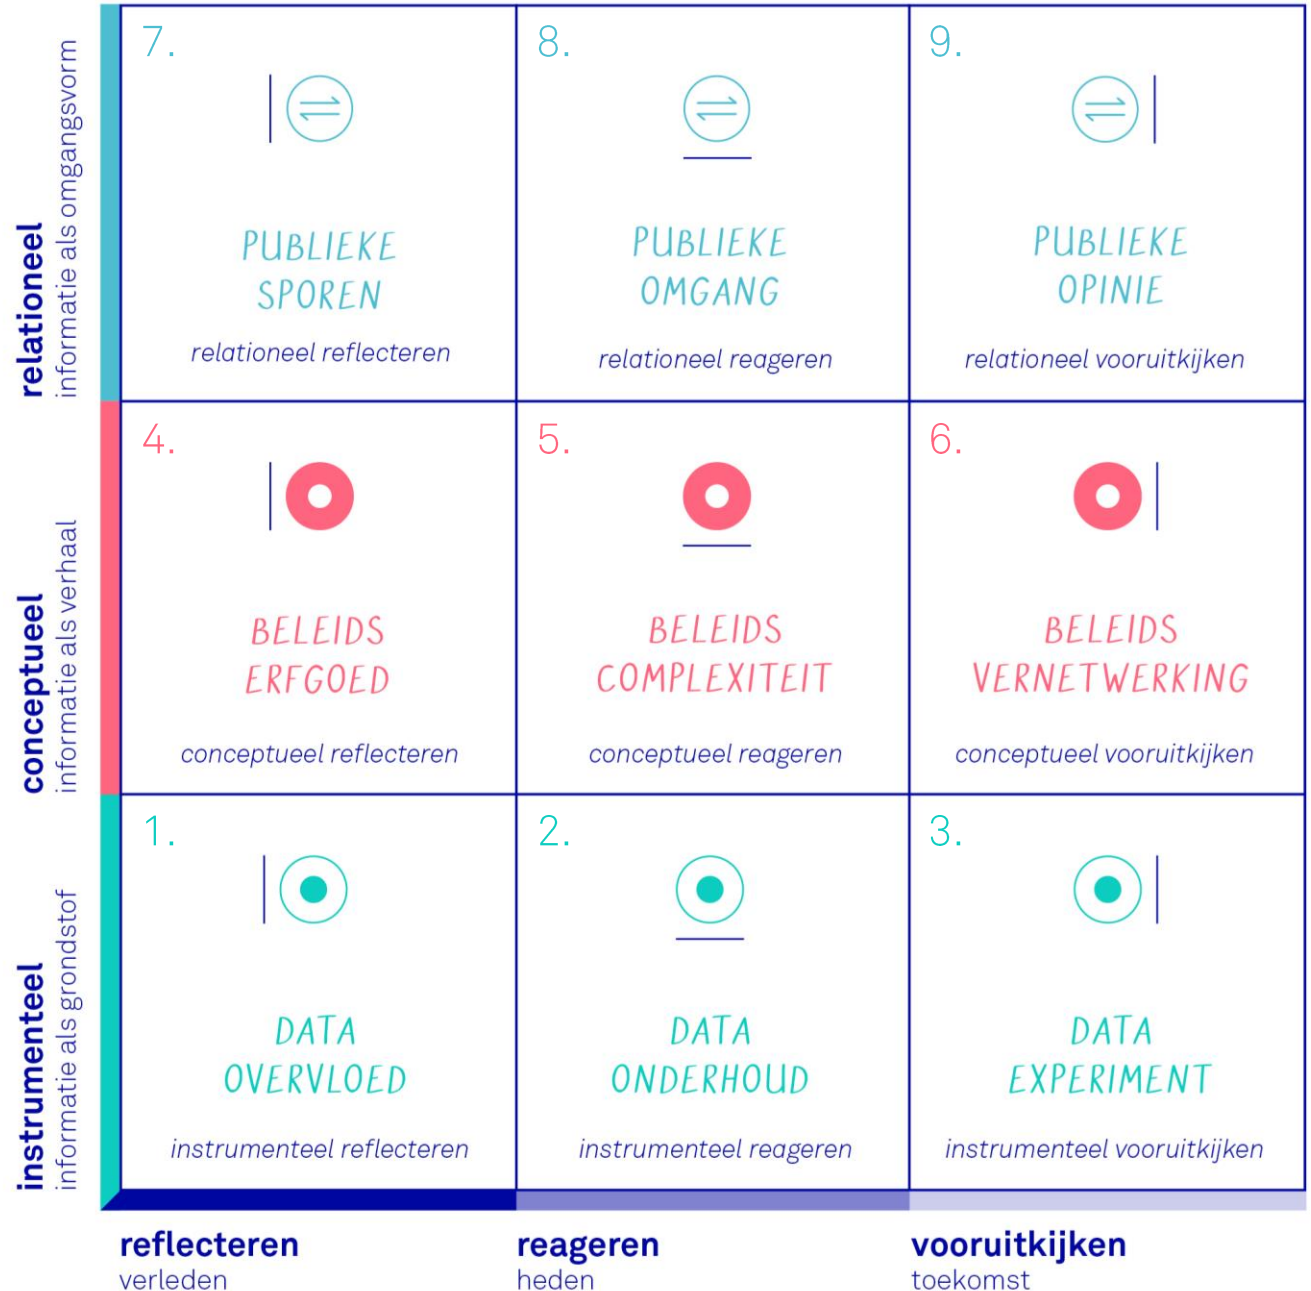 relationeel
informatie als omgangsvorm
7.
PUBLIEKE
SPOREN
relationeel reflecteren
8.
PUBLIEKE
OMGANG
relationeel reageren
9.
PUBLIEKE
OPINIE
relationeel vooruitkijken
conceptueel
informatie als verhaal
4.
BELEIDS
ERFGOED
conceptueel reflecteren
5.
BELEIDS
COMPLEXITEIT
conceptueel reageren
6.
BELEIDS
VERNETWERKING
conceptueel vooruitkijken
instrumenteel
informatie als grondstof
1.
DATA
OVERVLOED
instrumenteel reflecteren
2.
DATA
ONDERHOUD
instrumenteel reageren
3.
DATA
EXPERIMENT
instrumenteel vooruitkijken
reflecteren
verleden
reageren
heden
vooruitkijken
toekomst